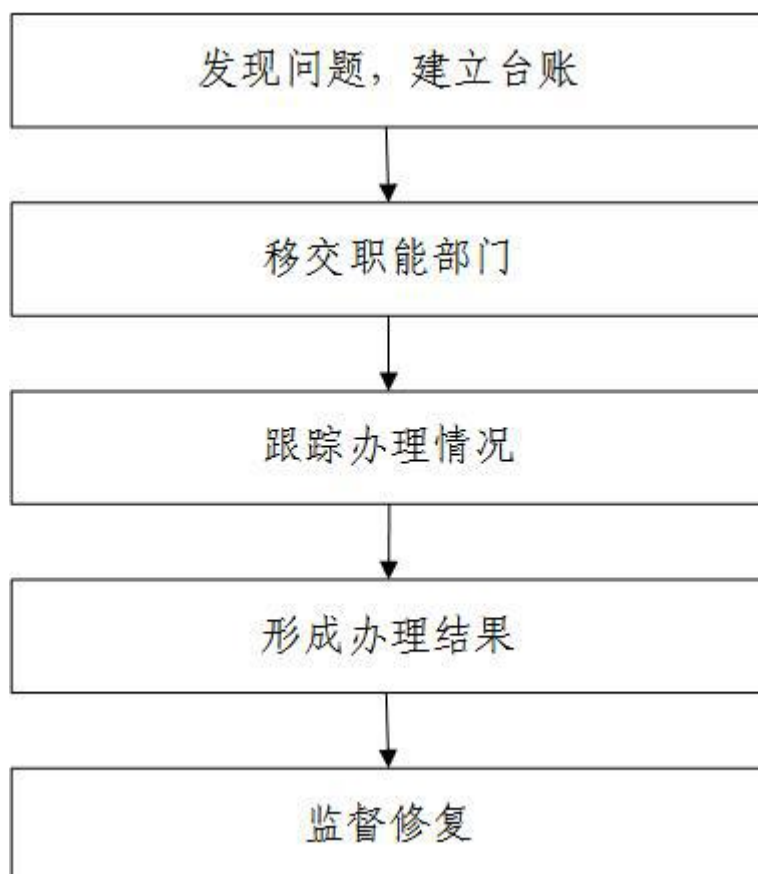 发现问题，建立台账
移交职能部门
跟踪办理情况
形成办理结果
监督修复